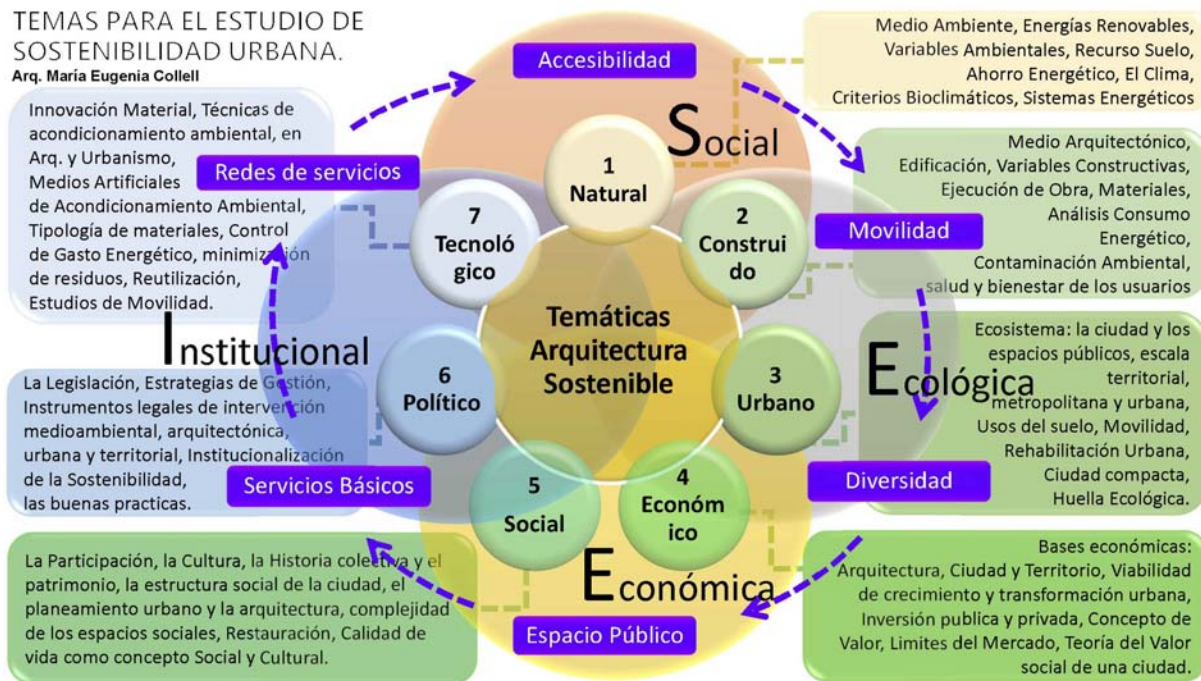 TEMAS PARA EL ESTUDIO DE
SOSTENIBILIDAD URBANA.
Arq. María Eugenia Collell
Accesibilidad
Social
Medio Ambiente, Energías Renovables,
Variables Ambientales, Recurso Suelo,
Ahorro Energético, El Clima,
Criterios Bioclimáticos, Sistemas Energéticos
Innovación Material, Técnicas de
acondicionamiento ambiental, en
Arq. y Urbanismo,
Medios Artificiales
de Acondicionamiento Ambiental,
Tipología de materiales, Control
de Gasto Energético, minimización
de residuos, Reutilización,
Estudios de Movilidad.
Redes de servicios
1
Natural
2
Construi
do
7
Tecnoló
gico
Movilidad
Medio Arquitectónico,
Edificación, Variables Constructivas,
Ejecución de Obra, Materiales,
Análisis Consumo
Energético,
Contaminación Ambiental,
salud y bienestar de los usuarios
Temáticas
Arquitectura
Sostenible
Institucional
Ecológica
6
Político
3
Urbano
Ecosistema: la ciudad y los
espacios públicos, escala
territorial,
metropolitana y urbana,
Usos del suelo, Movilidad,
Rehabilitación Urbana,
Ciudad compacta,
Huella Ecológica.
La Legislación, Estrategias de Gestión,
Instrumentos legales de intervención
medioambiental, arquitectónica,
urbana y territorial, Institucionalización
de la Sostenibilidad,
las buenas practicas.
Servicios Básicos
Diversidad
5
Social
4
Económ
ico
Económica
La Participación, la Cultura, la Historia colectiva y el
patrimonio, la estructura social de la ciudad, el
planeamiento urbano y la arquitectura, complejidad
de los espacios sociales, Restauración, Calidad de
vida como concepto Social y Cultural.
Espacio Público
Bases económicas:
Arquitectura, Ciudad y Territorio, Viabilidad
de crecimiento y transformación urbana,
Inversión publica y privada, Concepto de
Valor, Limites del Mercado, Teoría del Valor
social de una ciudad.